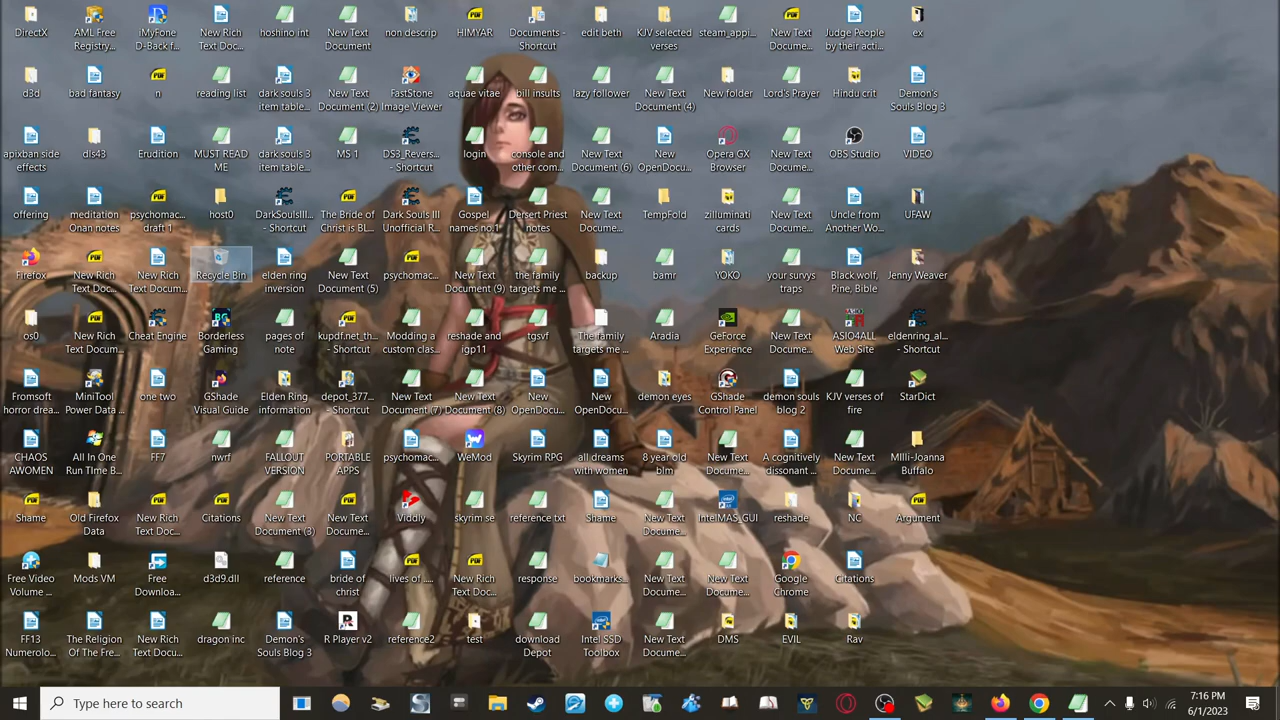 DirectX
AML Free
Registry...
iMyFone
D-Back f...
New Rich
Text Doc...
hoshino int
New Text
Document
non descrip
HIMYAR
Documents -
Shortcut
edit beth
KJV selected
verses
steam_appi...
New Text
Docume...
Judge People
by their acti...
ex
d3d
bad fantasy
n
reading list
dark souls 3
item table...
New Text
Document (2)
FastStone
Image Viewer
aquae vitae
bill insults
lazy follower
New Text
Document (4)
New folder
Lord's Prayer
Hindu crit
Demon's
Souls Blog 3
apixban side
effects
dls43
Erudition
MUST READ
ME
dark souls 3
item table...
MS 1
DS3_Revers...
- Shortcut
login
console and
other com...
New Text
Document (6)
New
OpenDocu...
Opera GX
Browser
New Text
Docume...
OBS Studio
VIDEO
offering
meditation
Onan notes
psychomac...
draft 1
host0
DarkSoulsIII...
- Shortcut
The Bride of
Christ is BL...
Dark Souls III
Unofficial R...
Gospel
names no.1
Dersert Priest
notes
New Text
Docume...
TempFold
zilluminati
cards
New Text
Docume...
Uncle from
Another Wo...
UFAW
Firefox
New Rich
Text Doc...
New Rich
Text Docum...
Recycle Bin
elden ring
inversion
New Text
Document (5)
psychomac...
New Text
Document (9)
the family
targets me ...
backup
bamr
YOKO
your survys
traps
Black wolf,
Pine, Bible
Jenny Weaver
os0
New Rich
Text Docum...
Cheat Engine
Borderless
Gaming
pages of
note
kupdf.net_th...
- Shortcut
Modding a
custom clas...
reshade and
igp11
tgsvf
The family
targets me ...
Aradia
GeForce
Experience
New Text
Docume...
ASIO4ALL
Web Site
eldenring_al...
- Shortcut
Fromsoft
horror drea...
MiniTool
Power Data ...
one two
GShade
Visual Guide
Elden Ring
information
depot_377...
- Shortcut
New Text
Document (7)
New Text
Document (8)
New
OpenDocu...
New
OpenDocu...
demon eyes
GShade
Control Panel
demon souls
blog 2
KJV verses of
fire
StarDict
CHAOS
AWOMEN
All In One
Run TIme B...
FF7
nwrf
FALLOUT
VERSION
PORTABLE
APPS
psychomac...
WeMod
Skyrim RPG
all dreams
with women
8 year old
blm
New Text
Docume...
A cognitively
dissonant ...
New Text
Docume...
MIlli-Joanna
Buffalo
Shame
Old Firefox
Data
New Rich
Text Doc...
Citations
New Text
Document (3)
New Text
Docume...
Viddly
skyrim se
reference txt
Shame
New Text
Docume...
IntelMAS_GUI
reshade
NC
Argument
Free Video
Volume ...
Mods VM
Free
Downloa...
d3d9.dll
reference
bride of
christ
lives of ....
New Rich
Text Doc...
response
bookmarks...
New Text
Docume...
New Text
Docume...
Google
Chrome
Citations
FF13
Numerolo...
The Religion
Of The Fre...
New Rich
Text Docu...
dragon inc
Demon's
Souls Blog 3
R Player v2
reference2
test
download
Depot
Intel SSD
Toolbox
New Text
Docume...
DMS
EVIL
Rav
Type here to search
7:16 PM
6/1/2023